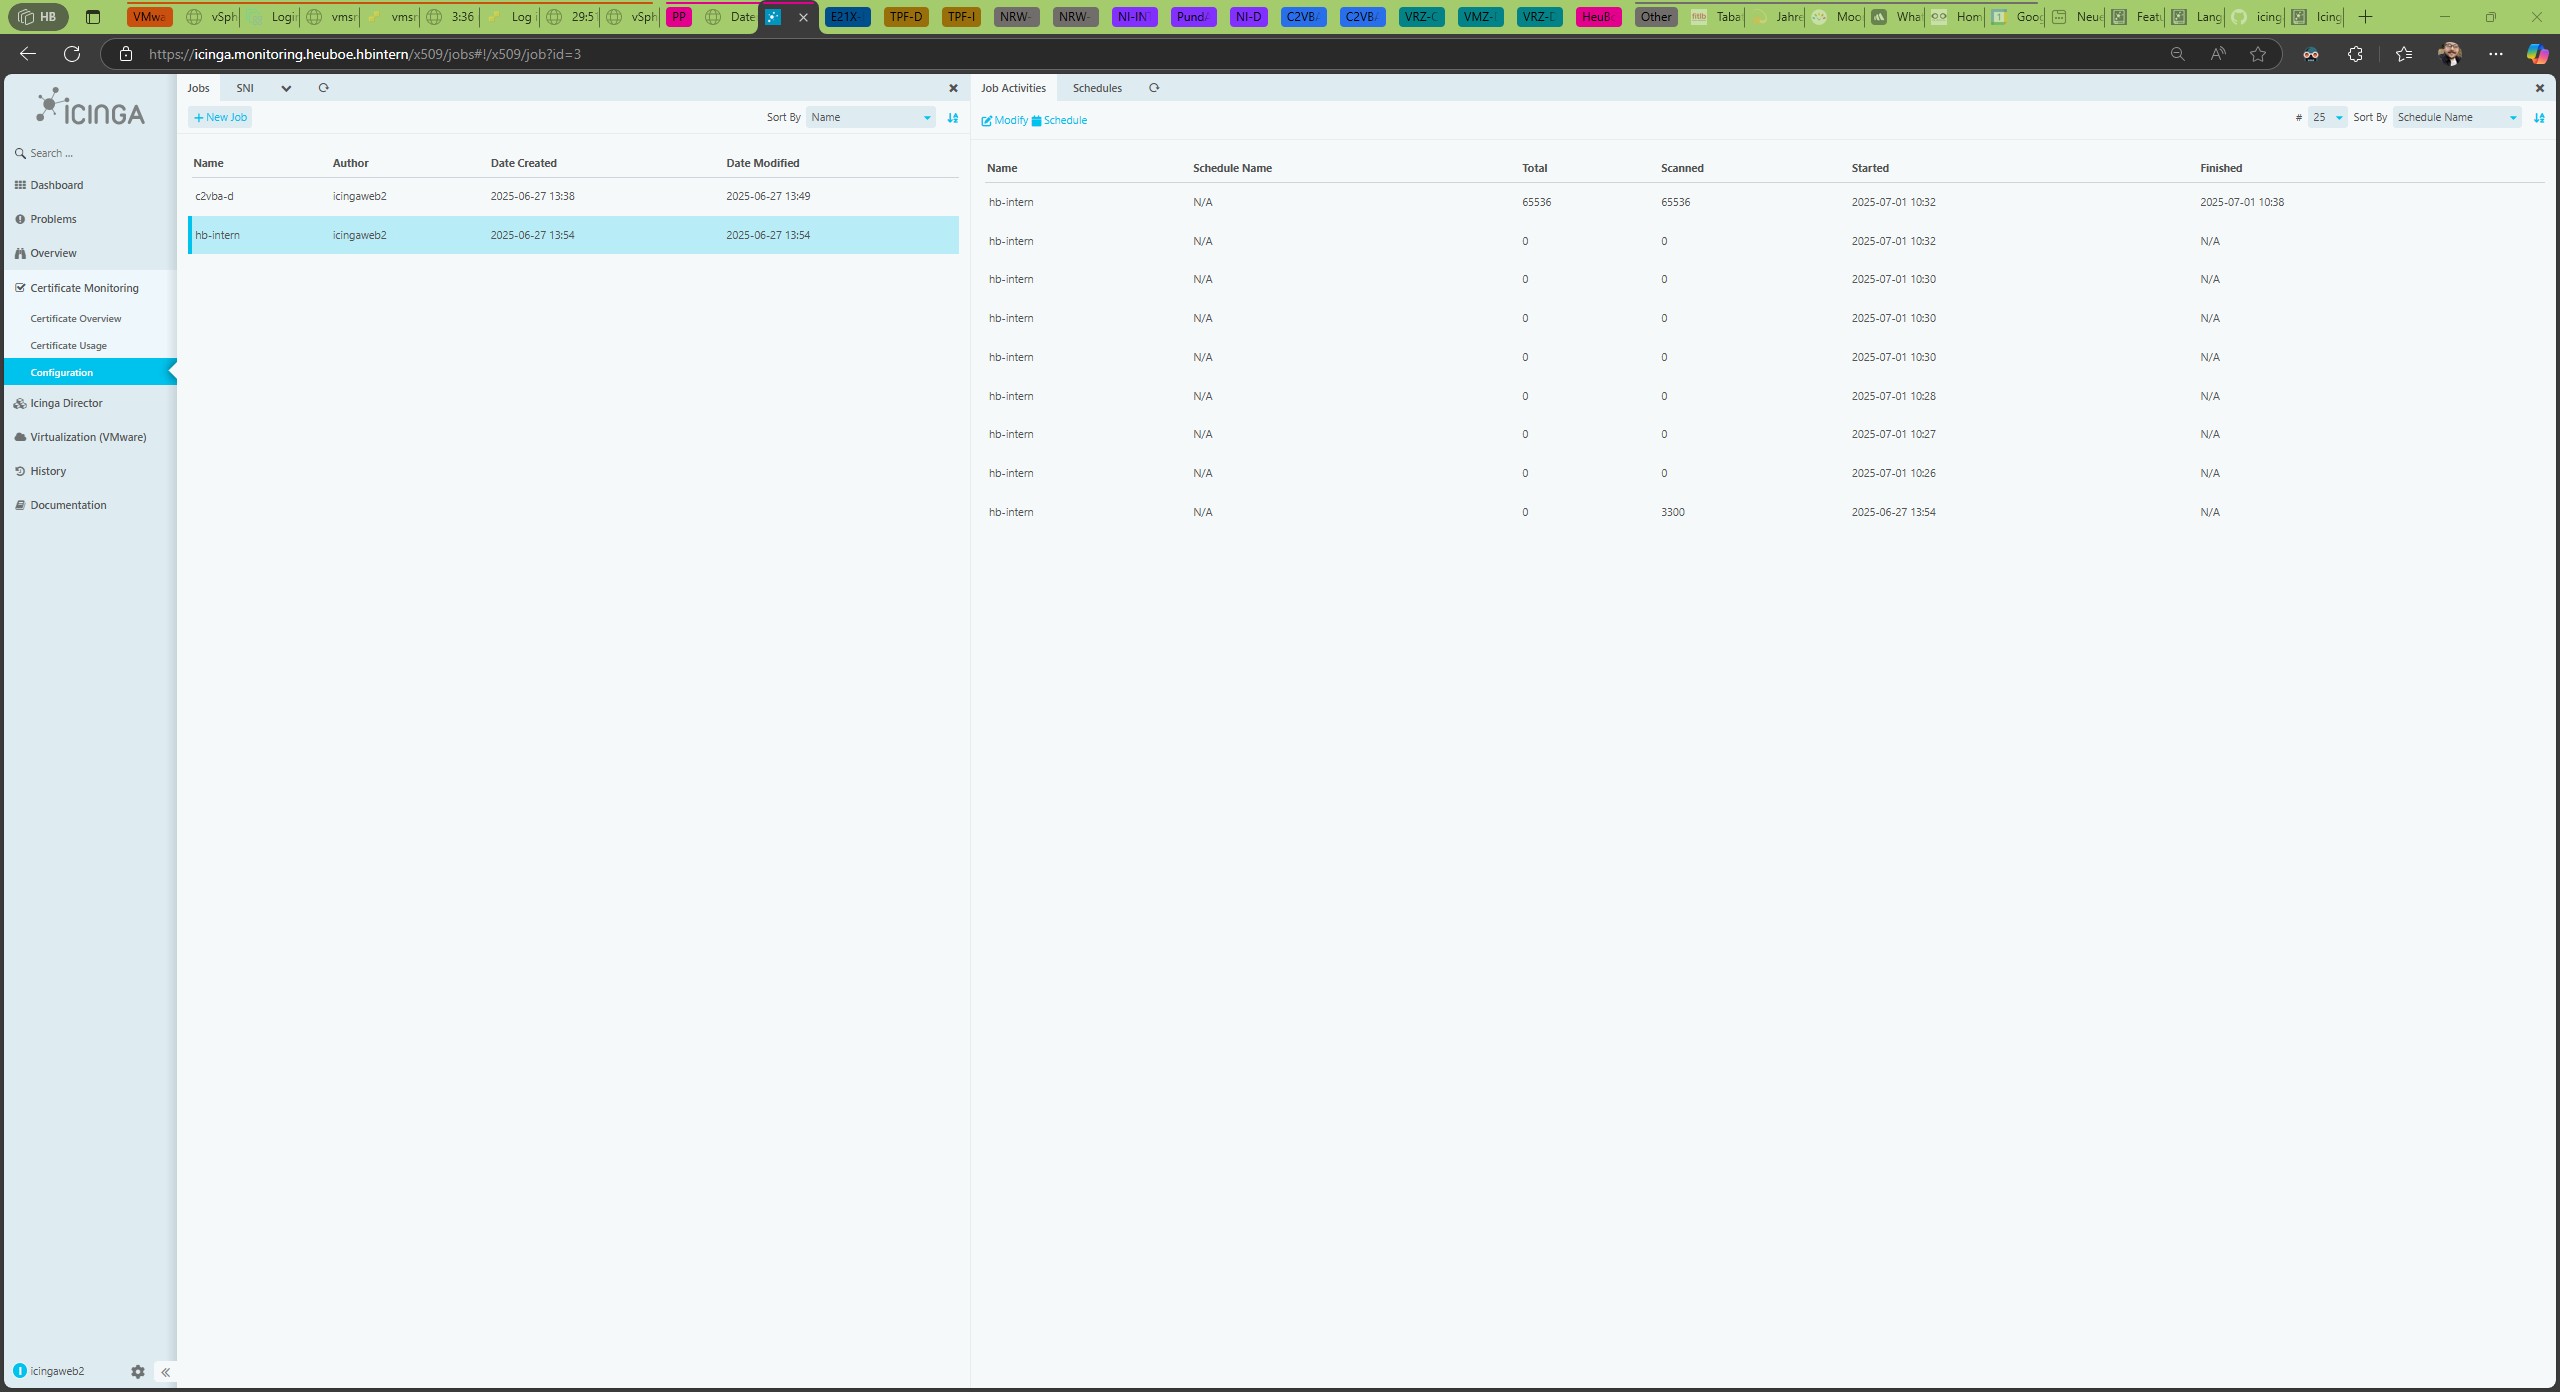 HB VMwa vSph Login vmsr vmsr 3:36 Log i 29:5 vSph PP Date E21X- TPF-D TPF-I NRW- NRW- NI-IN PundA NI-D C2VBA C2VBA VRZ-C VMZ- VRZ-D HeuBo Other Taba Jahre Moo Wha Hom Goog Neue Featu Lang icing Icing
https://icinga.monitoring.heuboe.hbintern/x509/jobs#!/x509/job?id=3
ICINGA
Search ...
Dashboard
Problems
Overview
Certificate Monitoring
Certificate Overview
Certificate Usage
Configuration
Icinga Director
Virtualization (VMware)
History
Documentation
icingaweb2
Jobs SNI
New Job Sort By Name
Name Author Date Created Date Modified
c2vba-d icingaweb2 2025-06-27 13:38 2025-06-27 13:49
hb-intern icingaweb2 2025-06-27 13:54 2025-06-27 13:54
Job Activities Schedules
Modify Schedule # 25 Sort By Schedule Name
Name Schedule Name Total Scanned Started Finished
hb-intern N/A 65536 65536 2025-07-01 10:32 2025-07-01 10:38
hb-intern N/A 0 0 2025-07-01 10:32 N/A
hb-intern N/A 0 0 2025-07-01 10:30 N/A
hb-intern N/A 0 0 2025-07-01 10:30 N/A
hb-intern N/A 0 0 2025-07-01 10:30 N/A
hb-intern N/A 0 0 2025-07-01 10:28 N/A
hb-intern N/A 0 0 2025-07-01 10:27 N/A
hb-intern N/A 0 0 2025-07-01 10:26 N/A
hb-intern N/A 0 3300 2025-06-27 13:54 N/A